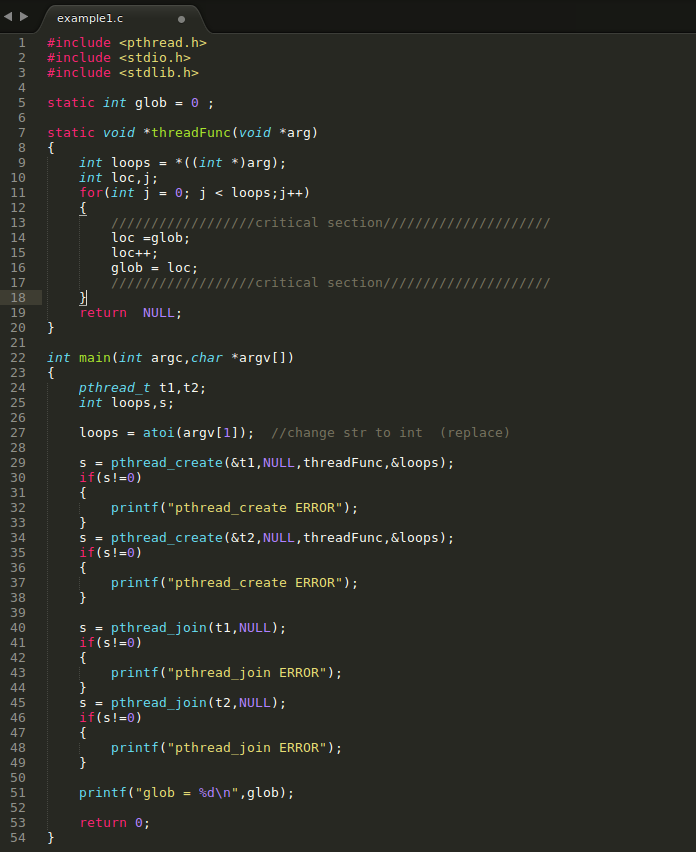 example1.c
1 #include <pthread.h>
2 #include <stdio.h>
3 #include <stdlib.h>
4
5 static int glob = 0 ;
6
7 static void *threadFunc(void *arg)
8 {
9     int loops = *((int *)arg);
10     int loc,j;
11     for(int j = 0; j < loops;j++)
12     {
13         //////////////////critical section/////////////////////
14         loc =glob;
15         loc++;
16         glob = loc;
17         //////////////////critical section/////////////////////
18     }
19     return  NULL;
20 }
21
22 int main(int argc,char *argv[])
23 {
24     pthread_t t1,t2;
25     int loops,s;
26
27     loops = atoi(argv[1]);  //change str to int  (replace)
28
29     s = pthread_create(&t1,NULL,threadFunc,&loops);
30     if(s!=0)
31     {
32         printf("pthread_create ERROR");
33     }
34     s = pthread_create(&t2,NULL,threadFunc,&loops);
35     if(s!=0)
36     {
37         printf("pthread_create ERROR");
38     }
39
40     s = pthread_join(t1,NULL);
41     if(s!=0)
42     {
43         printf("pthread_join ERROR");
44     }
45     s = pthread_join(t2,NULL);
46     if(s!=0)
47     {
48         printf("pthread_join ERROR");
49     }
50
51     printf("glob = %d\n",glob);
52
53     return 0;
54 }